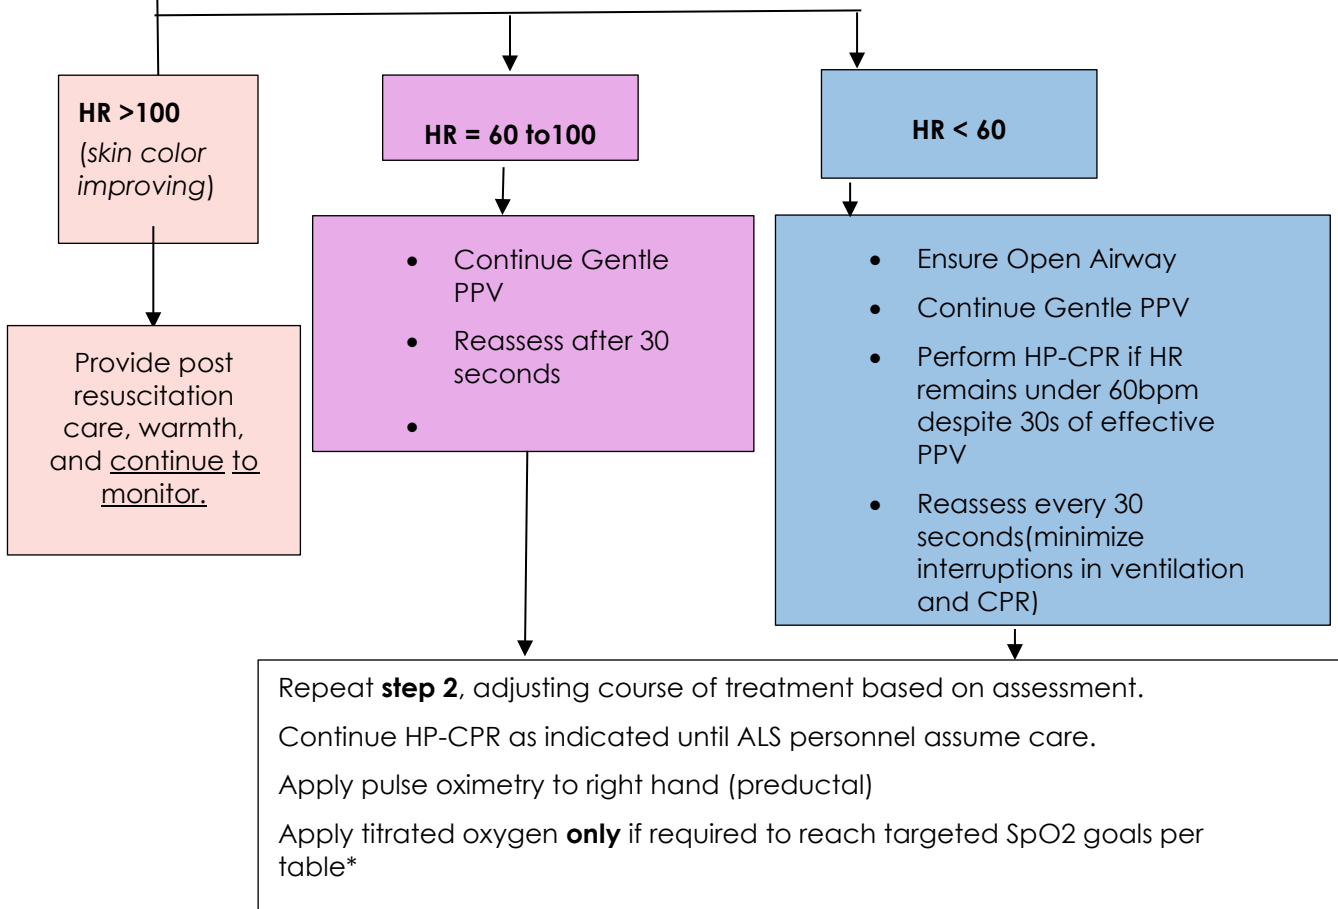 HR >100
(skin color
improving)
HR = 60 to100
HR < 60
Provide post
resuscitation
care, warmth,
and continue to
monitor.
• Continue Gentle
PPV
• Reassess after 30
seconds
•
• Ensure Open Airway
• Continue Gentle PPV
• Perform HP-CPR if HR
remains under 60bpm
despite 30s of effective
PPV
• Reassess every 30
seconds(minimize
interruptions in ventilation
and CPR)
Repeat step 2, adjusting course of treatment based on assessment.
Continue HP-CPR as indicated until ALS personnel assume care.
Apply pulse oximetry to right hand (preductal)
Apply titrated oxygen only if required to reach targeted SpO2 goals per
table*